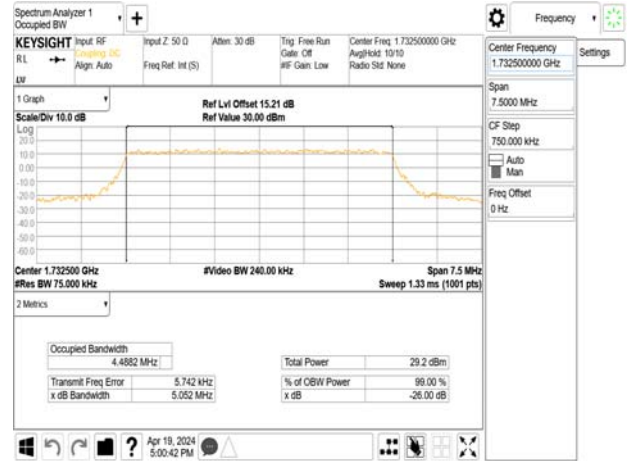 Spectrum Analyzer 1
Occupied BW
+
Frequency
KEYSIGHT
Input: RF
Coupling: DC
Align: Auto
Input Z: 50 Ω
Freq Ref: Int (S)
Atten: 30 dB
Trig: Free Run
Gate: Off
#IF Gain: Low
Center Freq: 1.732500000 GHz
Avg|Hold: 10/10
Radio Std: None
RL
Center Frequency
1.732500000 GHz
Settings
Span
7.5000 MHz
CF Step
750.000 kHz
Auto
Man
Freq Offset
0 Hz
1 Graph
Scale/Div 10.0 dB
Ref Lvl Offset 15.21 dB
Ref Value 30.00 dBm
Log
20.0
10.0
0.00
-10.0
-20.0
-30.0
-40.0
-50.0
-60.0
Center 1.732500 GHz
#Video BW 240.00 kHz
Span 7.5 MHz
#Res BW 75.000 kHz
Sweep 1.33 ms (1001 pts)
2 Metrics
Occupied Bandwidth
4.4882 MHz
Total Power 29.2 dBm
Transmit Freq Error 5.742 kHz
% of OBW Power 99.00 %
x dB Bandwidth 5.052 MHz
x dB -26.00 dB
?
Apr 19, 2024
5:00:42 PM